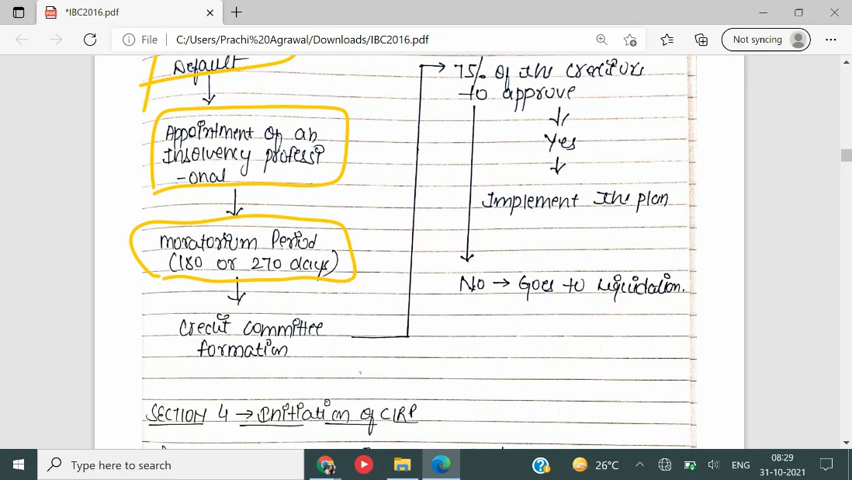 *IBC2016.pdf
File
C:/Users/Prachi%20Agrawal/Downloads/IBC2016.pdf
Not syncing
Default
Appointment of an
Insolvency professi
-onal
Moratorium Period
(180 or 270 days)
Credit committee
formation
75% of the creditors
to approve
Yes
Implement the plan
No → Goes to Liquidation.
SECTION 4 → Initiation of CIRP
Type here to search
26°C
ENG
08:29
31-10-2021